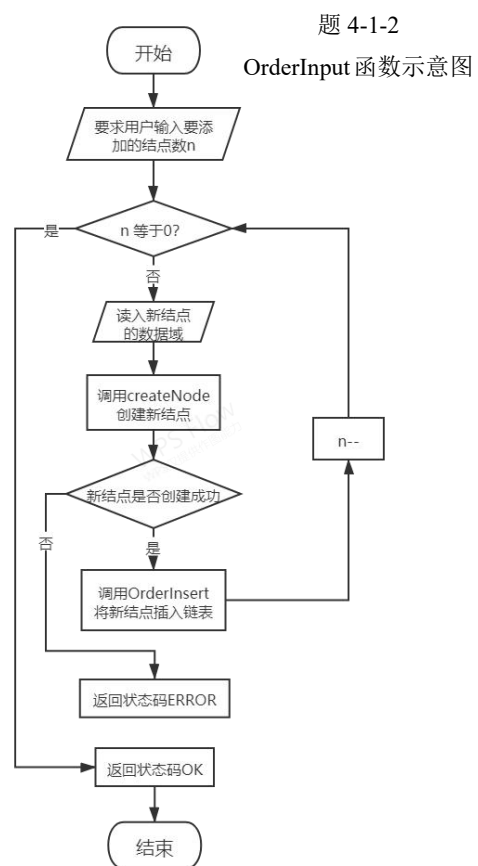 题 4-1-2
OrderInput 函数示意图
开始
要求用户输入要添
加的结点数n
n 等于0?
是
否
读入新结点
的数据域
调用createNode
创建新结点
n--
新结点是否创建成功
否
是
调用OrderInsert
将新结点插入链表
返回状态码ERROR
返回状态码OK
结束